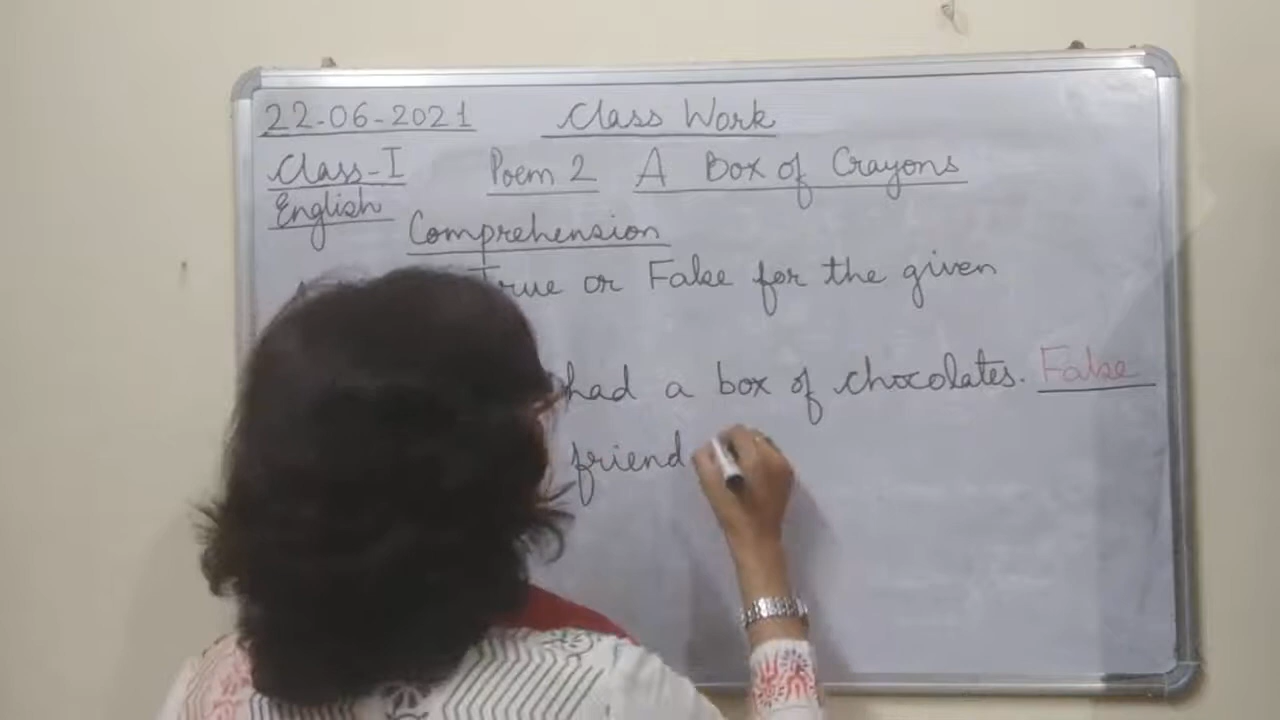 22-06-2021 Class Work
Class-I Poem 2 A Box of Crayons
English
Comprehension
True or False for the given
had a box of chocolates. False
friend